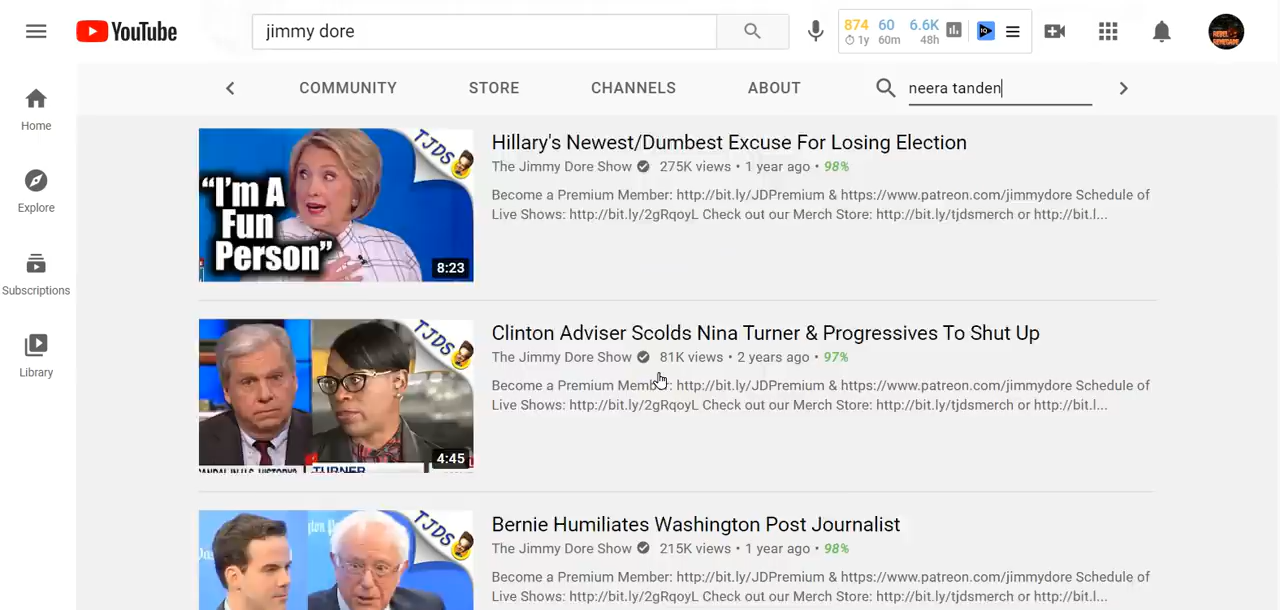 YouTube
jimmy dore
874 60 6.6K
1y 60m 48h
IQ
COMMUNITY STORE CHANNELS ABOUT neera tanden
Home
Explore
Subscriptions
Library
TJDS
"I'm A
Fun
Person"
8:23
Hillary's Newest/Dumbest Excuse For Losing Election
The Jimmy Dore Show 275K views • 1 year ago • 98%
Become a Premium Member: http://bit.ly/JDPremium & https://www.patreon.com/jimmydore Schedule of
Live Shows: http://bit.ly/2gRqoyL Check out our Merch Store: http://bit.ly/tjdsmerch or http://bit.l...
TJDS
TURNER
4:45
Clinton Adviser Scolds Nina Turner & Progressives To Shut Up
The Jimmy Dore Show 81K views • 2 years ago • 97%
Become a Premium Member: http://bit.ly/JDPremium & https://www.patreon.com/jimmydore Schedule of
Live Shows: http://bit.ly/2gRqoyL Check out our Merch Store: http://bit.ly/tjdsmerch or http://bit.l...
TJDS
Bernie Humiliates Washington Post Journalist
The Jimmy Dore Show 215K views • 1 year ago • 98%
Become a Premium Member: http://bit.ly/JDPremium & https://www.patreon.com/jimmydore Schedule of
Live Shows: http://bit.ly/2gRqoyL Check out our Merch Store: http://bit.ly/tjdsmerch or http://bit.l...